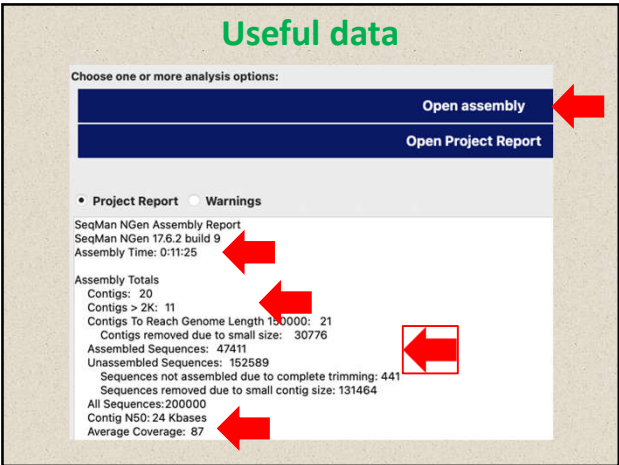 Useful data
Choose one or more analysis options:
Open assembly
Open Project Report
Project Report Warnings
SeqMan NGen Assembly Report
SeqMan NGen 17.6.2 build 9
Assembly Time: 0:11:25
Assembly Totals
Contigs: 20
Contigs > 2K: 11
Contigs To Reach Genome Length 150000: 21
Contigs removed due to small size: 30776
Assembled Sequences: 47411
Unassembled Sequences: 152589
Sequences not assembled due to complete trimming: 441
Sequences removed due to small contig size: 131464
All Sequences:200000
Contig N50: 24 Kbases
Average Coverage: 87